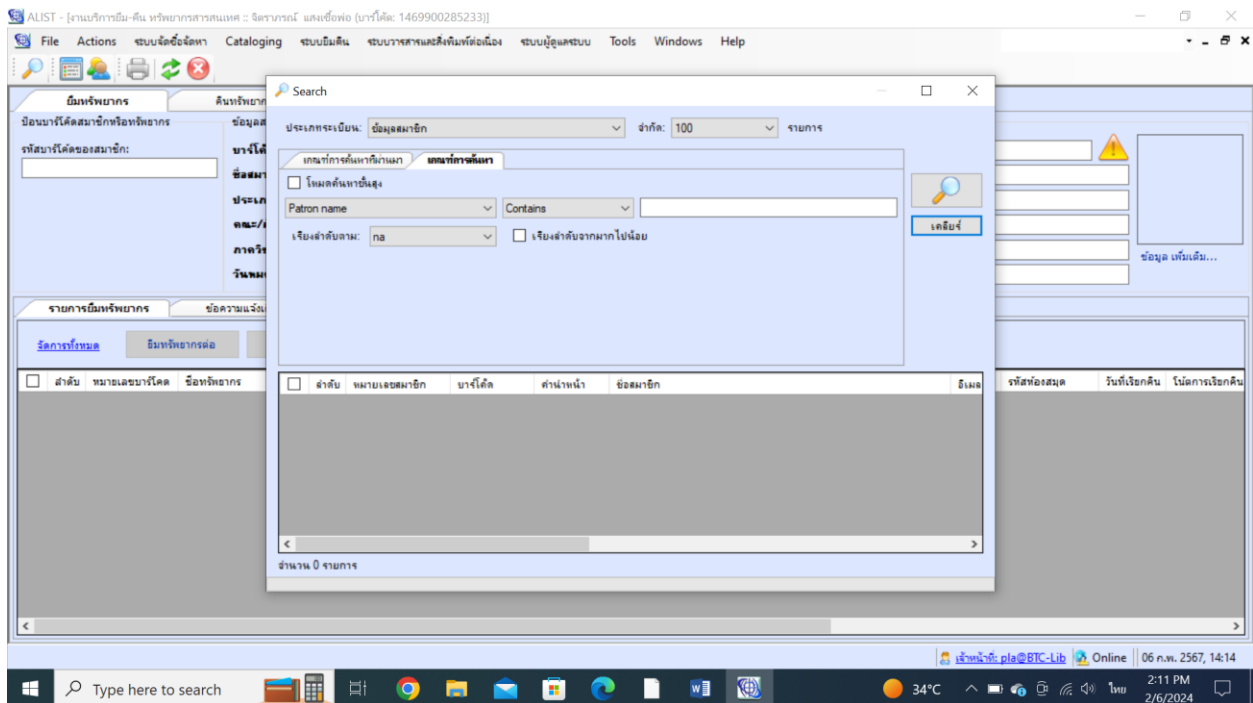 ALIST - [งานบริการยืม-คืน ทรัพยากรสารสนเทศ :: จิตราภรณ์ แสงเชื้อพ่อ (บาร์โค้ด: 1469900285233)]
File Actions ระบบจัดซื้อจัดหา Cataloging ระบบยืมคืน ระบบวารสารและสิ่งพิมพ์ต่อเนื่อง ระบบผู้ดูแลระบบ Tools Windows Help
Search
ยืมทรัพยากร
ป้อนบาร์โค้ดสมาชิกหรือทรัพยากร
รหัสบาร์โค้ดของสมาชิก:
ประเภทระเบียน: ข้อมูลสมาชิก จำกัด: 100 รายการ
เกณฑ์การค้นหาที่ผ่านมา เกณฑ์การค้นหา
โหมดค้นหาขั้นสูง
Patron name Contains
เคลียร์
เรียงลำดับตาม: na เรียงลำดับจากมากไปน้อย
ข้อมูล เพิ่มเติม...
รายการยืมทรัพยากร
จัดการทั้งหมด ยืมทรัพยากรต่อ
ลำดับ หมายเลขบาร์โคด ชื่อทรัพยากร
ลำดับ หมายเลขสมาชิก บาร์โค้ด คำนำหน้า ชื่อสมาชิก อีเมล
รหัสห้องสมุด วันที่เรียกคืน โน้ตการเรียกคืน
จำนวน 0 รายการ
เจ้าหน้าที่: pla@BTC-Lib Online 06 ก.พ. 2567, 14:14
Type here to search
34°C ไทย 2:11 PM
2/6/2024